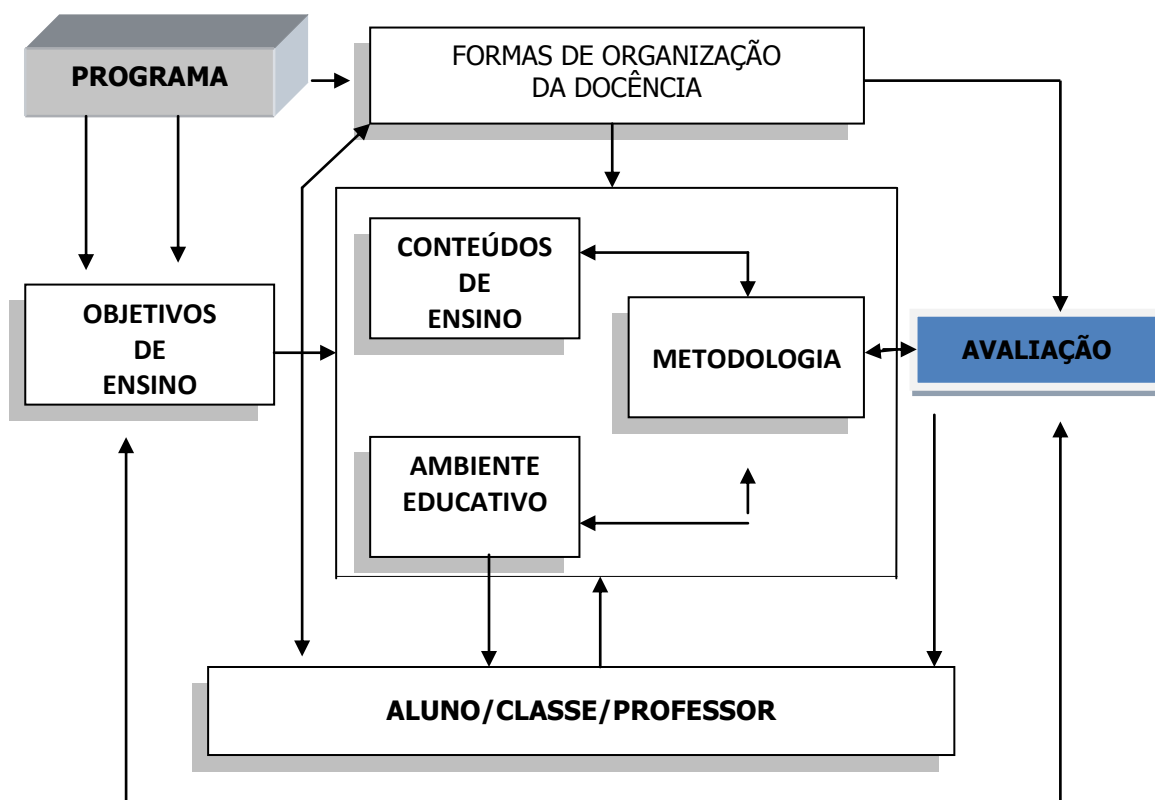 PROGRAMA
FORMAS DE ORGANIZAÇÃO
DA DOCÊNCIA
CONTEÚDOS
DE
ENSINO
OBJETIVOS
DE
ENSINO
METODOLOGIA
AVALIAÇÃO
AMBIENTE
EDUCATIVO
ALUNO/CLASSE/PROFESSOR